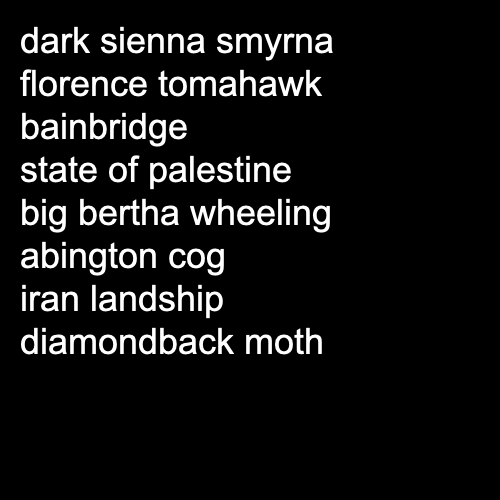 dark sienna smyrna
florence tomahawk
bainbridge
state of palestine
big bertha wheeling
abington cog
iran landship
diamondback moth